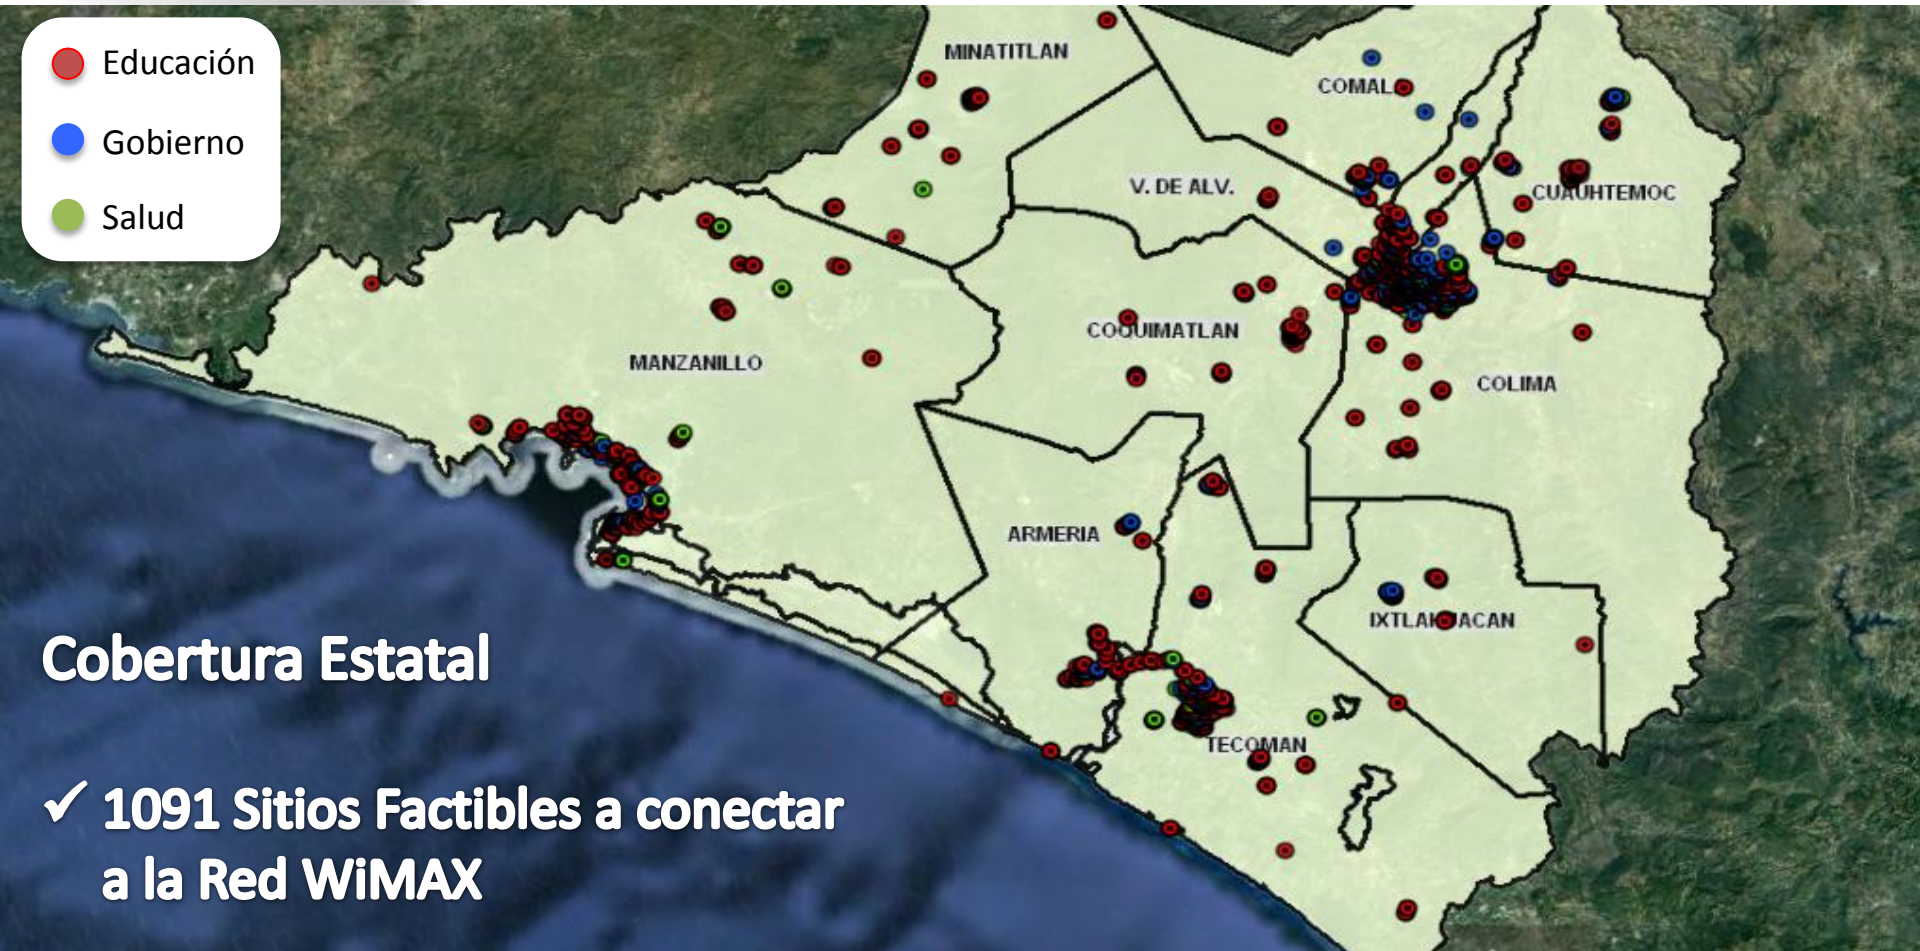 Educación
Gobierno
Salud
MINATITLAN
COMAL
V. DE ALV.
CUAUHTEMOC
COQUIMATLAN
MANZANILLO
COLIMA
ARMERIA
IXTLAHUACAN
TECOMAN
Cobertura Estatal
✓ 1091 Sitios Factibles a conectar
a la Red WiMAX